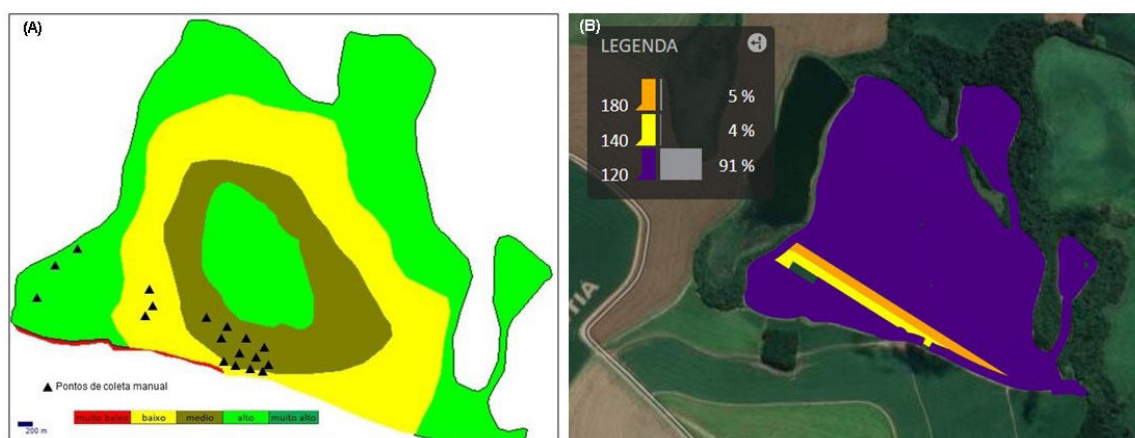 (A)
▲ Pontos de coleta manual
muito baixo baixo medio alto muito alto
200 m
(B)
LEGENDA
180 5 %
140 4 %
120 91 %
TIÁ